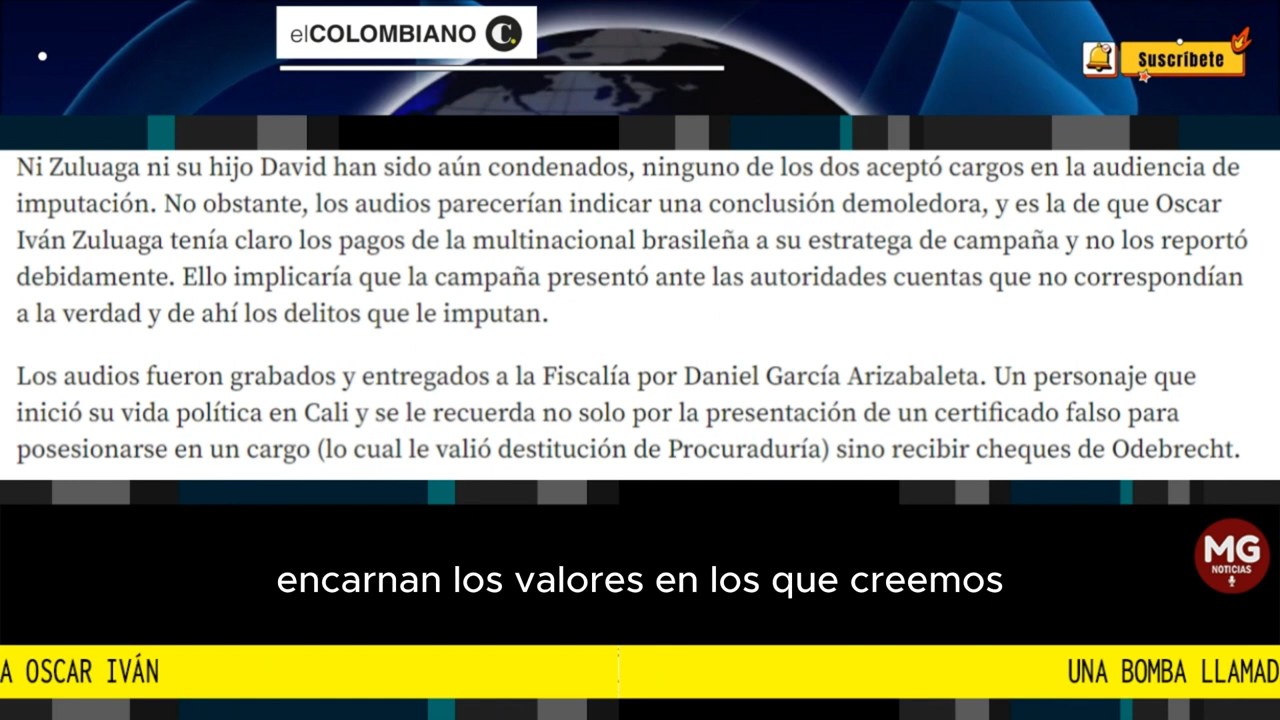 elCOLOMBIANO C.
Suscríbete
Ni Zuluaga ni su hijo David han sido aún condenados, ninguno de los dos aceptó cargos en la audiencia de
imputación. No obstante, los audios parecerían indicar una conclusión demoledora, y es la de que Oscar
Iván Zuluaga tenía claro los pagos de la multinacional brasileña a su estratega de campaña y no los reportó
debidamente. Ello implicaría que la campaña presentó ante las autoridades cuentas que no correspondían
a la verdad y de ahí los delitos que le imputan.
Los audios fueron grabados y entregados a la Fiscalía por Daniel García Arizabaleta. Un personaje que
inició su vida política en Cali y se le recuerda no solo por la presentación de un certificado falso para
posesionarse en un cargo (lo cual le valió destitución de Procuraduría) sino recibir cheques de Odebrecht.
MG
NOTICIAS
encarnan los valores en los que creemos
A OSCAR IVÁN
UNA BOMBA LLAMAD